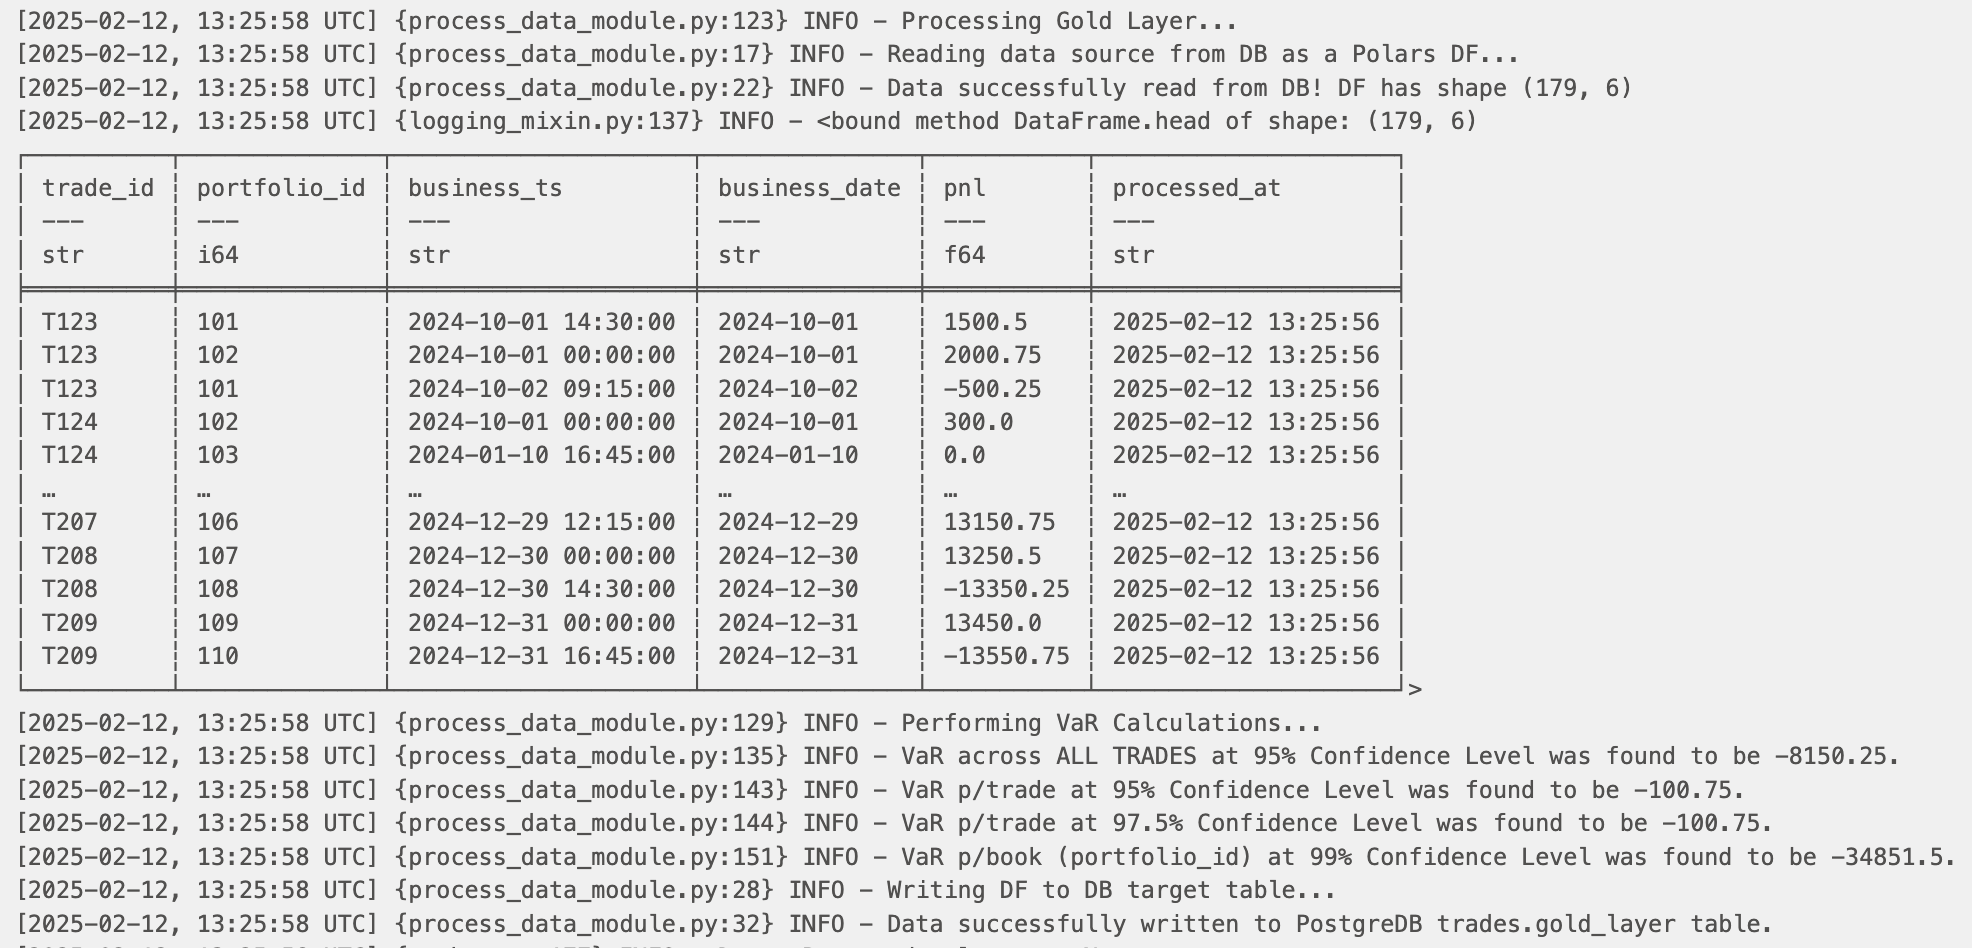 [2025-02-12, 13:25:58 UTC] {process_data_module.py:123} INFO - Processing Gold Layer...
[2025-02-12, 13:25:58 UTC] {process_data_module.py:17} INFO - Reading data source from DB as a Polars DF...
[2025-02-12, 13:25:58 UTC] {process_data_module.py:22} INFO - Data successfully read from DB! DF has shape (179, 6)
[2025-02-12, 13:25:58 UTC] {logging_mixin.py:137} INFO - <bound method DataFrame.head of shape: (179, 6)
trade_id portfolio_id business_ts business_date pnl processed_at
--- --- --- --- --- ---
str i64 str str f64 str
T123 101 2024-10-01 14:30:00 2024-10-01 1500.5 2025-02-12 13:25:56
T123 102 2024-10-01 00:00:00 2024-10-01 2000.75 2025-02-12 13:25:56
T123 101 2024-10-02 09:15:00 2024-10-02 -500.25 2025-02-12 13:25:56
T124 102 2024-10-01 00:00:00 2024-10-01 300.0 2025-02-12 13:25:56
T124 103 2024-01-10 16:45:00 2024-01-10 0.0 2025-02-12 13:25:56
… … … … … …
T207 106 2024-12-29 12:15:00 2024-12-29 13150.75 2025-02-12 13:25:56
T208 107 2024-12-30 00:00:00 2024-12-30 13250.5 2025-02-12 13:25:56
T208 108 2024-12-30 14:30:00 2024-12-30 -13350.25 2025-02-12 13:25:56
T209 109 2024-12-31 00:00:00 2024-12-31 13450.0 2025-02-12 13:25:56
T209 110 2024-12-31 16:45:00 2024-12-31 -13550.75 2025-02-12 13:25:56
>
[2025-02-12, 13:25:58 UTC] {process_data_module.py:129} INFO - Performing VaR Calculations...
[2025-02-12, 13:25:58 UTC] {process_data_module.py:135} INFO - VaR across ALL TRADES at 95% Confidence Level was found to be -8150.25.
[2025-02-12, 13:25:58 UTC] {process_data_module.py:143} INFO - VaR p/trade at 95% Confidence Level was found to be -100.75.
[2025-02-12, 13:25:58 UTC] {process_data_module.py:144} INFO - VaR p/trade at 97.5% Confidence Level was found to be -100.75.
[2025-02-12, 13:25:58 UTC] {process_data_module.py:151} INFO - VaR p/book (portfolio_id) at 99% Confidence Level was found to be -34851.5.
[2025-02-12, 13:25:58 UTC] {process_data_module.py:28} INFO - Writing DF to DB target table...
[2025-02-12, 13:25:58 UTC] {process_data_module.py:32} INFO - Data successfully written to PostgreDB trades.gold_layer table.